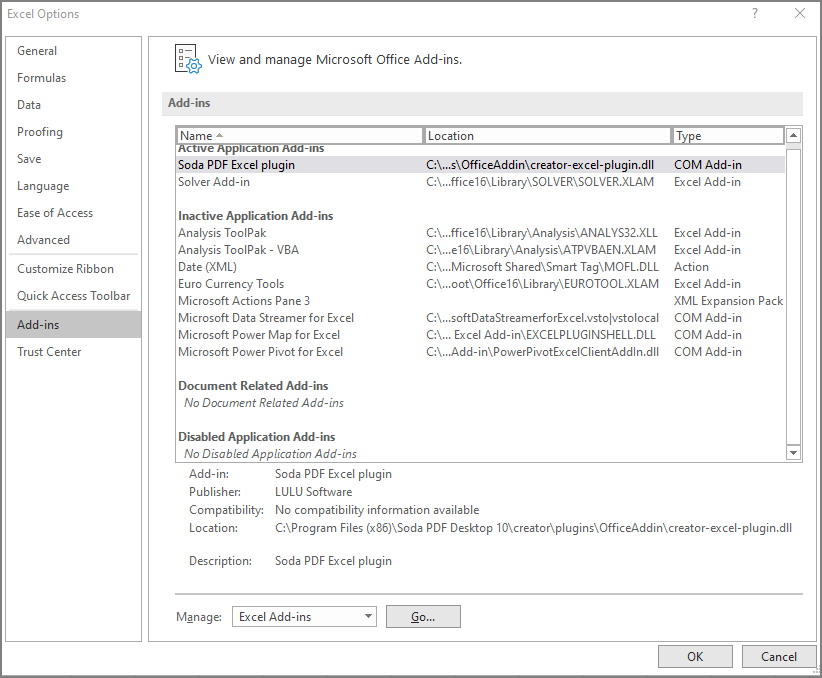 Excel Options
?
General
Formulas
Data
Proofing
Save
Language
Ease of Access
Advanced
Customize Ribbon
Quick Access Toolbar
Add-ins
Trust Center
View and manage Microsoft Office Add-ins.
Add-ins
Name Location Type
Active Application Add-ins
Soda PDF Excel plugin C:\...s\OfficeAddin\creator-excel-plugin.dll COM Add-in
Solver Add-in C:\...ffice16\Library\SOLVER\SOLVER.XLAM Excel Add-in
Inactive Application Add-ins
Analysis ToolPak C:\...ffice16\Library\Analysis\ANALYS32.XLL Excel Add-in
Analysis ToolPak - VBA C:\...e16\Library\Analysis\ATPVBAEN.XLAM Excel Add-in
Date (XML) C:\...Microsoft Shared\Smart Tag\MOFL.DLL Action
Euro Currency Tools C:\...oot\Office16\Library\EUROTOOL.XLAM Excel Add-in
Microsoft Actions Pane 3 XML Expansion Pack
Microsoft Data Streamer for Excel C:\...softDataStreamerforExcel.vsto|vstolocal COM Add-in
Microsoft Power Map for Excel C:\... Excel Add-in\EXCELPLUGINSHELL.DLL COM Add-in
Microsoft Power Pivot for Excel C:\...Add-in\PowerPivotExcelClientAddIn.dll COM Add-in
Document Related Add-ins
No Document Related Add-ins
Disabled Application Add-ins
No Disabled Application Add-ins
Add-in: Soda PDF Excel plugin
Publisher: LULU Software
Compatibility: No compatibility information available
Location: C:\Program Files (x86)\Soda PDF Desktop 10\creator\plugins\OfficeAddin\creator-excel-plugin.dll
Description: Soda PDF Excel plugin
Manage: Excel Add-ins Go...
OK Cancel